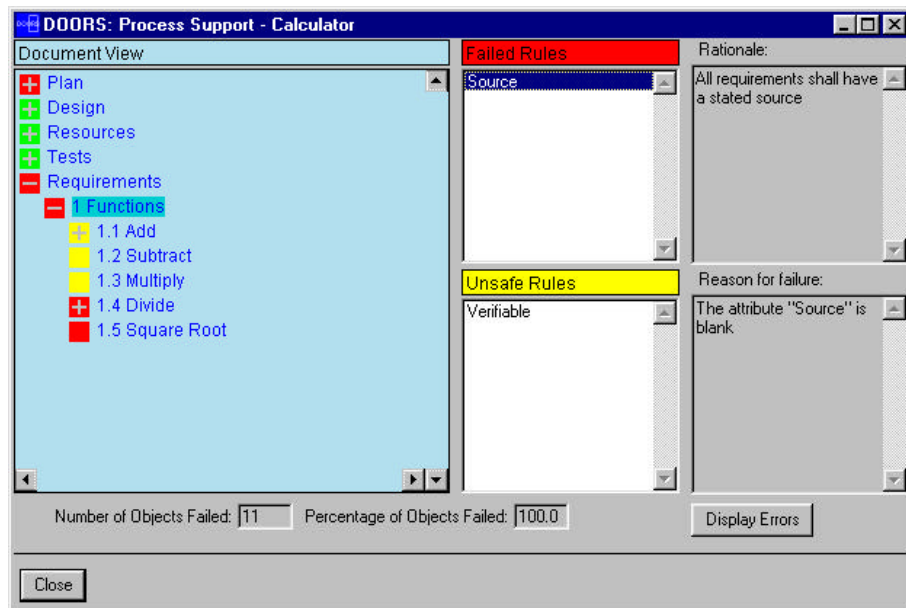 DOORS: Process Support - Calculator
Document View
Plan
Design
Resources
Tests
Requirements
1 Functions
1.1 Add
1.2 Subtract
1.3 Multiply
1.4 Divide
1.5 Square Root
Failed Rules
Source
Rationale:
All requirements shall have
a stated source
Unsafe Rules
Verifiable
Reason for failure:
The attribute "Source" is
blank
Number of Objects Failed: 11 Percentage of Objects Failed: 100.0
Display Errors
Close